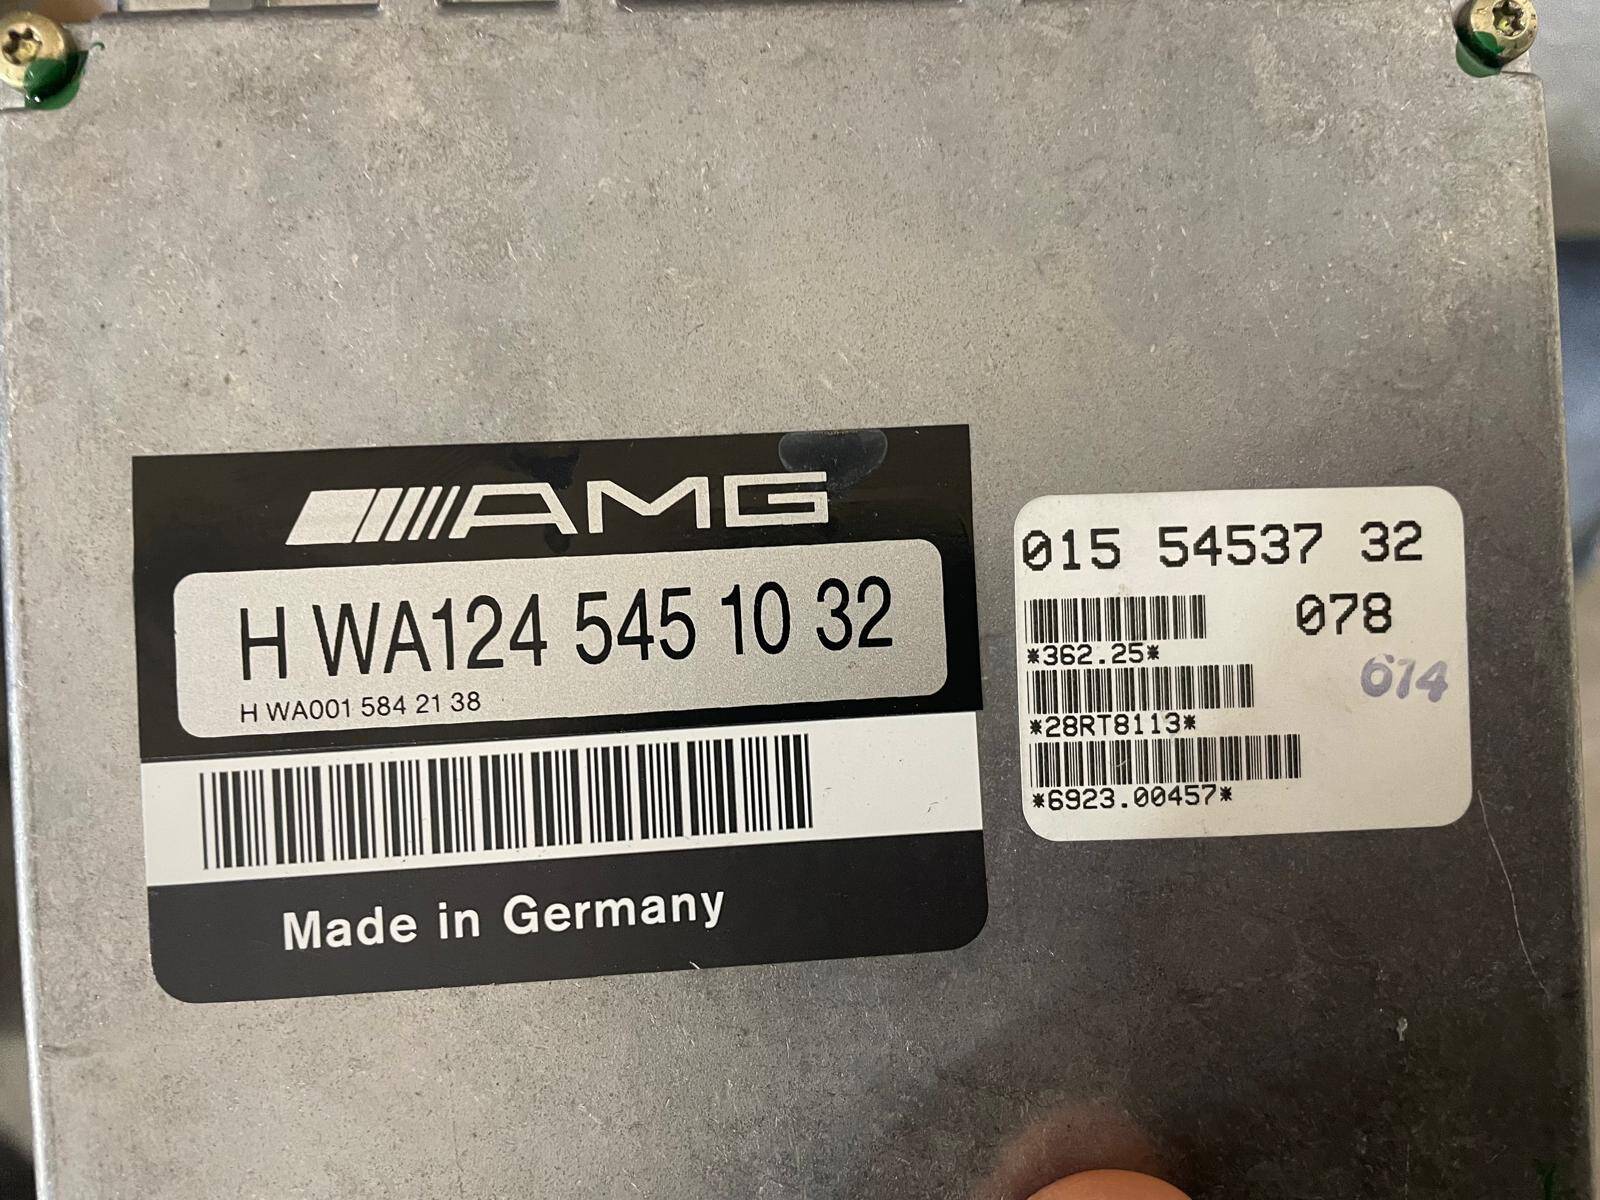 AMG
H WA124 545 10 32
H WA001 584 21 38
Made in Germany
015 54537 32
078
*362.25*
074
*28RT8113*
*6923.00457*